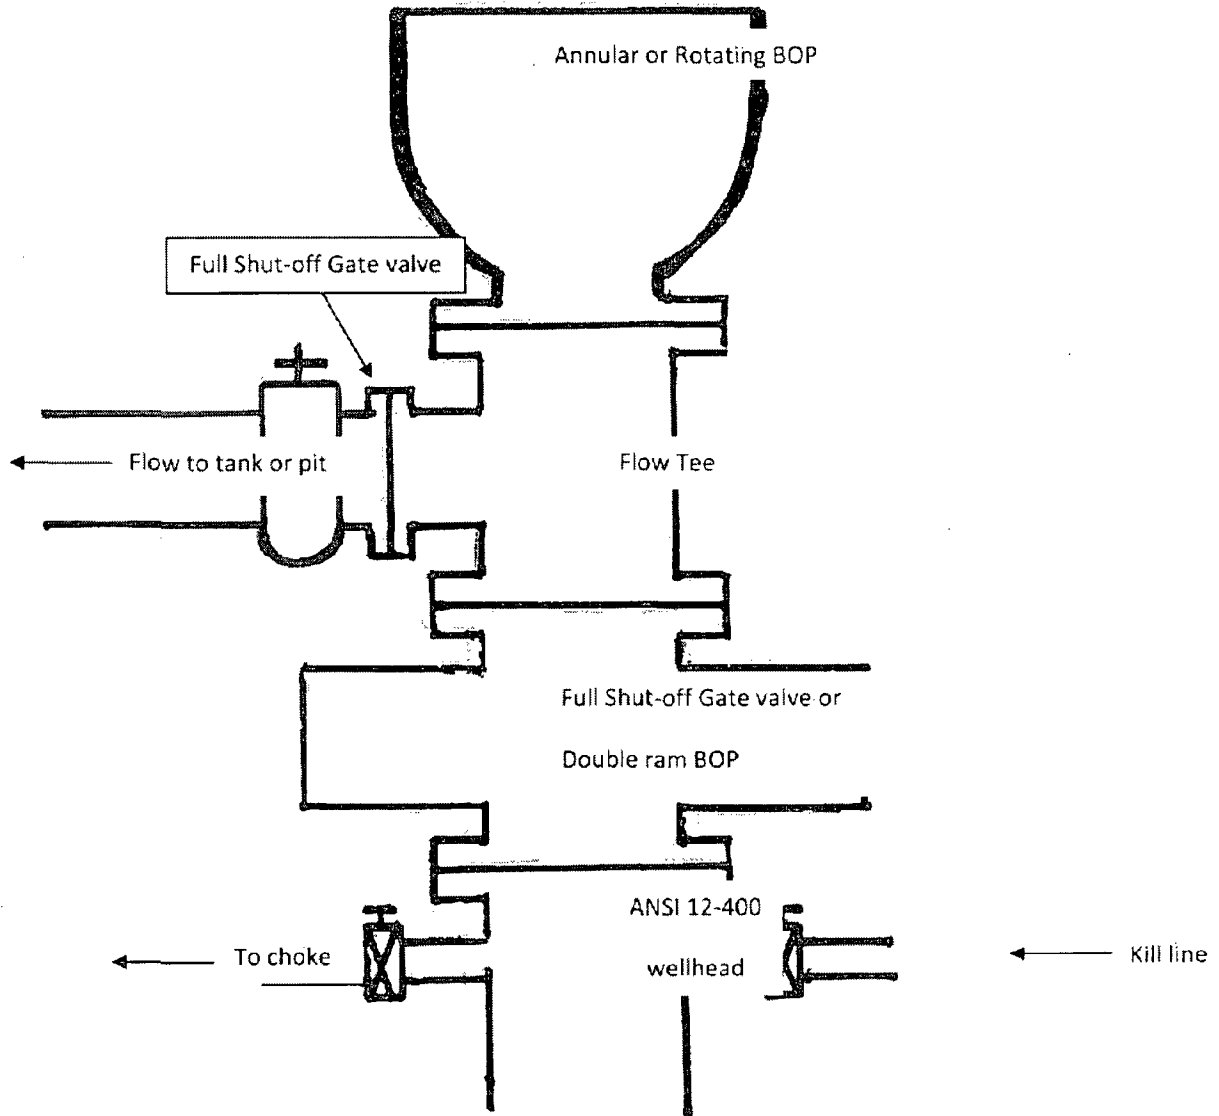 Annular or Rotating BOP
Full Shut-off Gate valve
Flow to tank or pit
Flow Tee
Full Shut-off Gate valve or
Double ram BOP
ANSI 12-400
To choke
wellhead
Kill line